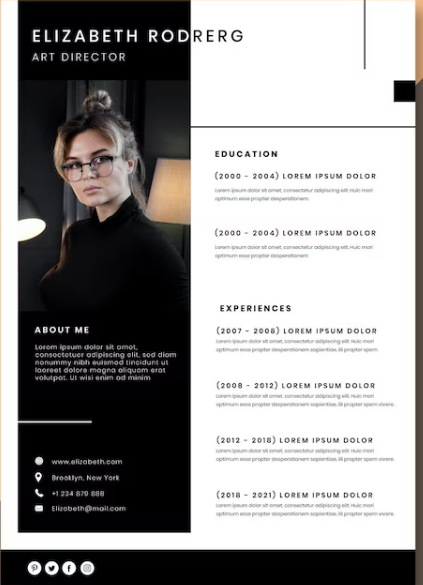 ELIZABETH RODRERG
ART DIRECTOR
EDUCATION
(2000 - 2004) LOREM IPSUM DOLOR
Lorem ipsum dolor sit amet, consectetur adipiscing elit. Huic mori
optimum esse propter desperationem.
(2000 - 2004) LOREM IPSUM DOLOR
Lorem ipsum dolor sit amet, consectetur adipiscing elit. Huic mori
optimum esse propter desperationem
EXPERIENCES
(2007 - 2008) LOREM IPSUM DOLOR
Lorem ipsum dolor sit amet, consectetur adipiscing elit. Huic mori
optimum esse propter desperationem, illi propter spem.
(2008 - 2012) LOREM IPSUM DOLOR
Lorem ipsum dolor sit amet, consectetur adipiscing elit. Huic mori
optimum esse propter desperationem, illi propter spem vivere.
(2012 - 2018) LOREM IPSUM DOLOR
Lorem ipsum dolor sit amet, consectetur adipiscing elit. Huic mori
optimum esse propter desperationem, illi propter spem vivere.
(2018 - 2021) LOREM IPSUM DOLOR
Lorem ipsum dolor sit amet, consectetur adipiscing elit. Huic mori
optimum esse propter desperationem, illi propter spem vivere.
ABOUT ME
Lorem ipsum dolor sit amet,
consectetuer adipiscing elit, sed diam
nonummy nibh euismod tincidunt ut
laoreet dolore magna aliquam erat
volutpat. Ut wisi enim ad minim
www.elizabeth.com
Brooklyn, New York
+1 234 879 888
Elizabeth@mail.com